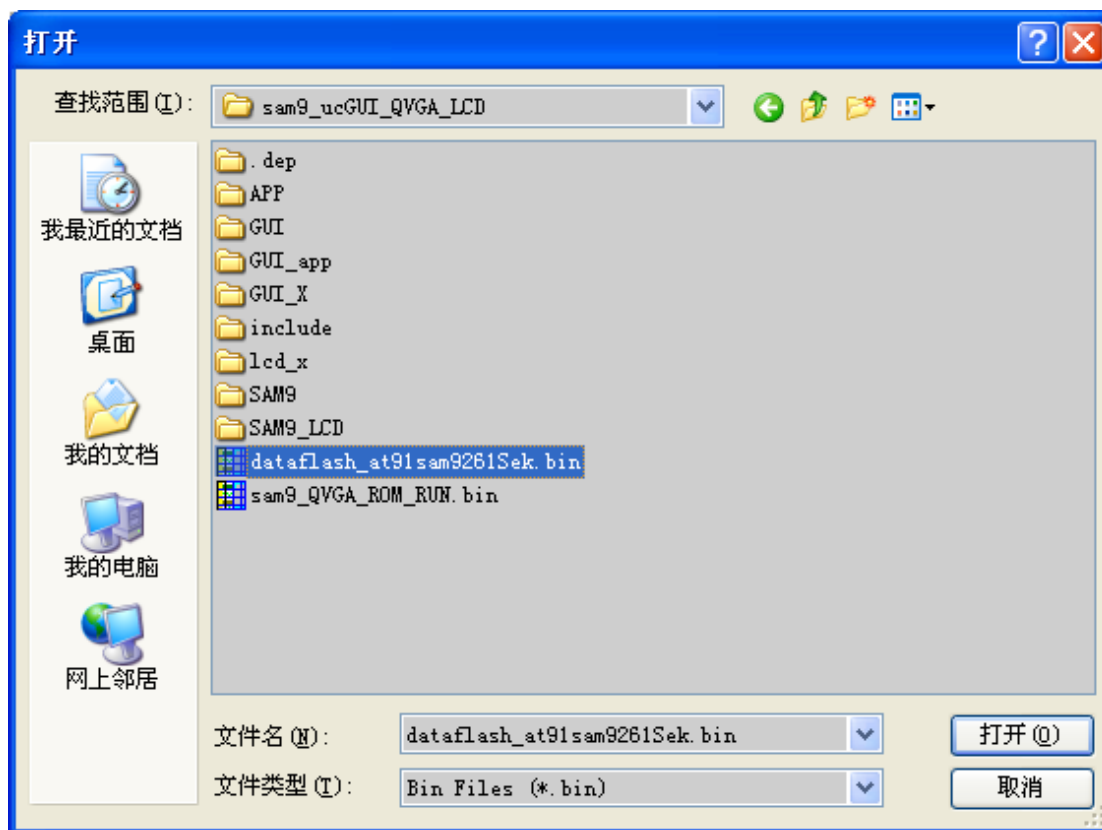 打开
查找范围(I):
sam9_ucGUI_QVGA_LCD
我最近的文档
桌面
我的文档
我的电脑
网上邻居
.dep
APP
GUI
GUI_app
GUI_X
include
lcd_x
SAM9
SAM9_LCD
dataflash_at91sam9261Sek.bin
sam9_QVGA_ROM_RUN.bin
文件名(N):
dataflash_at91sam9261Sek.bin
打开(O)
文件类型(T):
Bin Files (*.bin)
取消